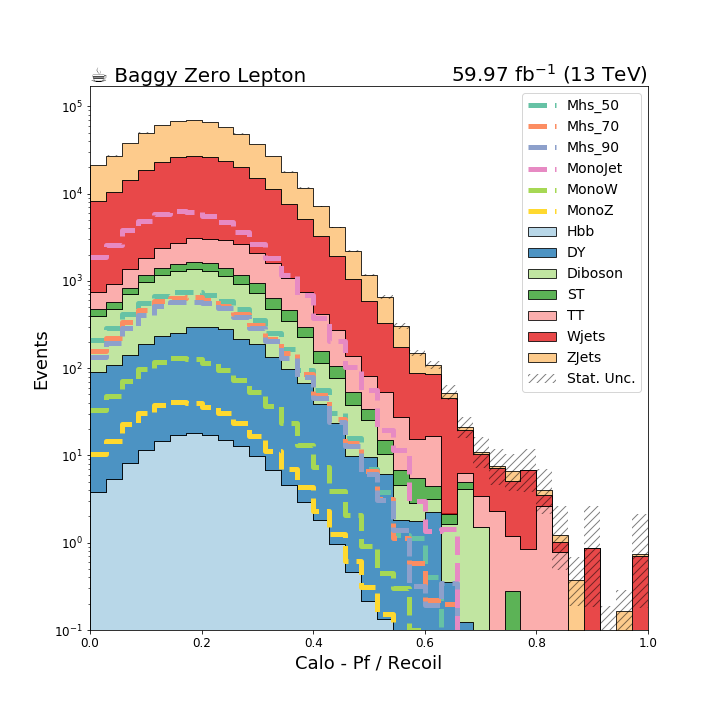 ☕ Baggy Zero Lepton
59.97 fb⁻¹ (13 TeV)
Mhs_50
Mhs_70
Mhs_90
MonoJet
MonoW
MonoZ
Hbb
DY
Diboson
ST
TT
Wjets
ZJets
Stat. Unc.
Events
10⁵
10⁴
10³
10²
10¹
10⁰
10⁻¹
0.0 0.2 0.4 0.6 0.8 1.0
Calo - Pf / Recoil